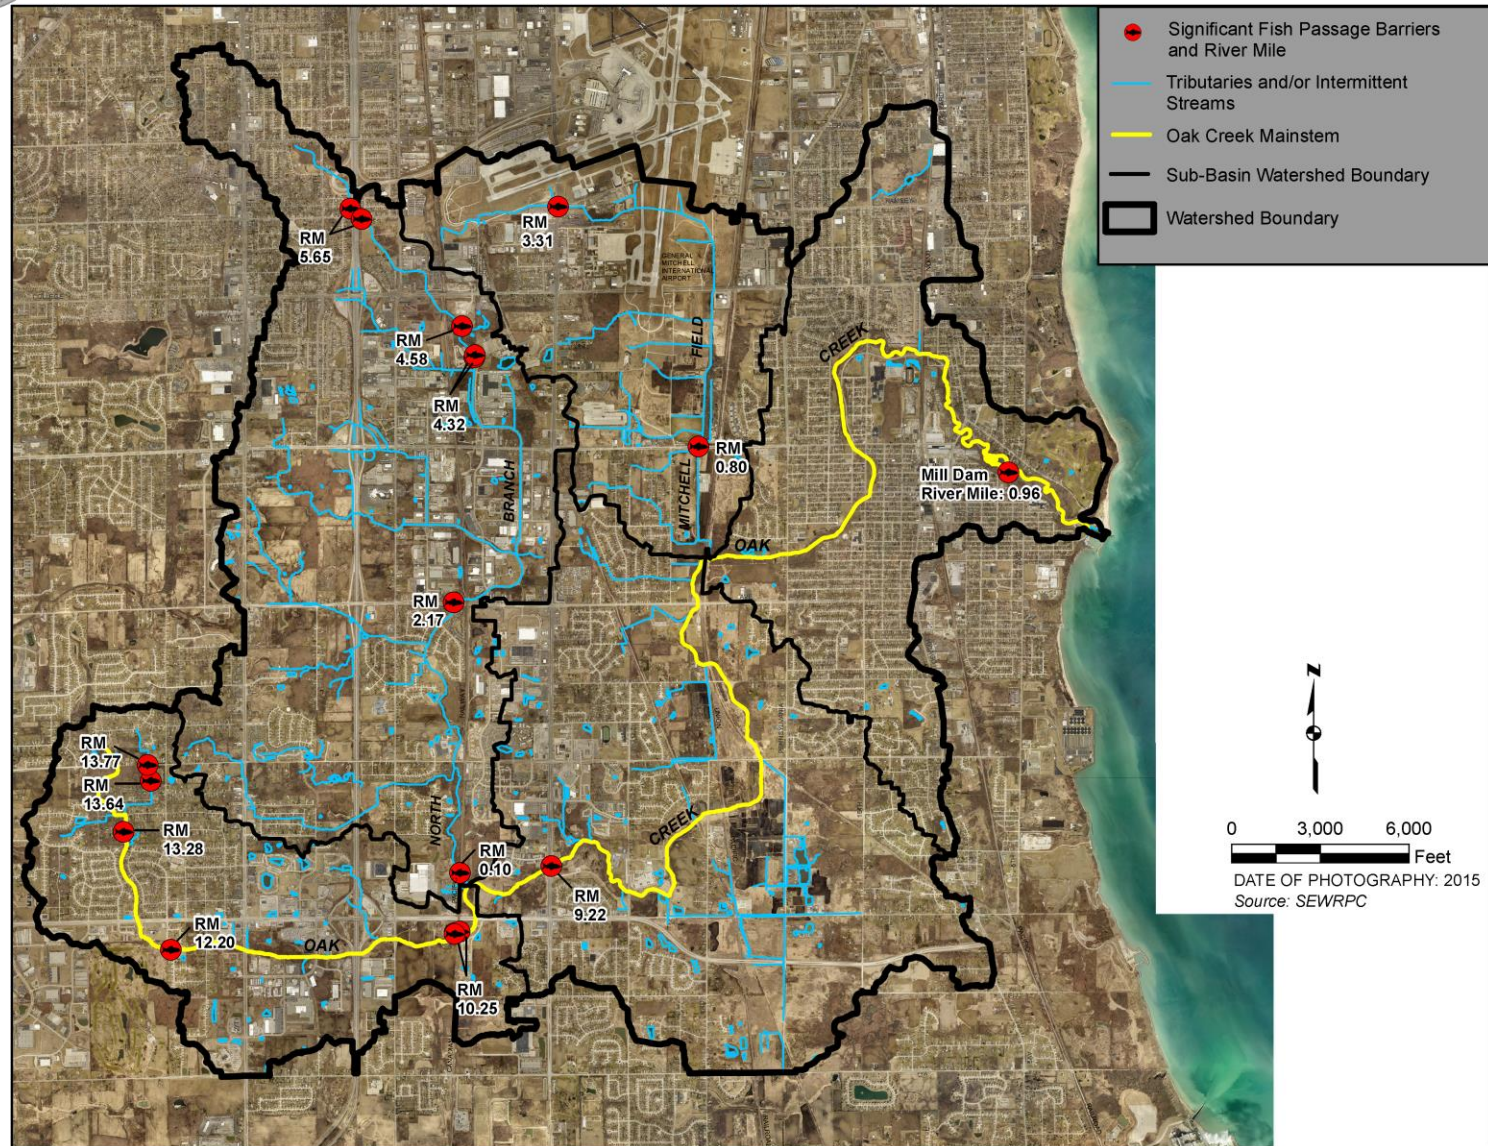 Significant Fish Passage Barriers
and River Mile
Tributaries and/or Intermittent
Streams
Oak Creek Mainstem
Sub-Basin Watershed Boundary
Watershed Boundary
RM
5.65
RM
3.31
GENERAL
MITCHELL
INTERNATIONAL
AIRPORT
FIELD
CREEK
RM
4.58
RM
4.32
RM
0.80
BRANCH
MITCHELL
Mill Dam
River Mile: 0.96
OAK
RM
2.17
N
RM
13.77
RM
13.64
RM
13.28
NORTH
CREEK
RM
0.10
RM
9.22
RM
12.20
OAK
RM
10.25
0 3,000 6,000
Feet
DATE OF PHOTOGRAPHY: 2015
Source: SEWRPC